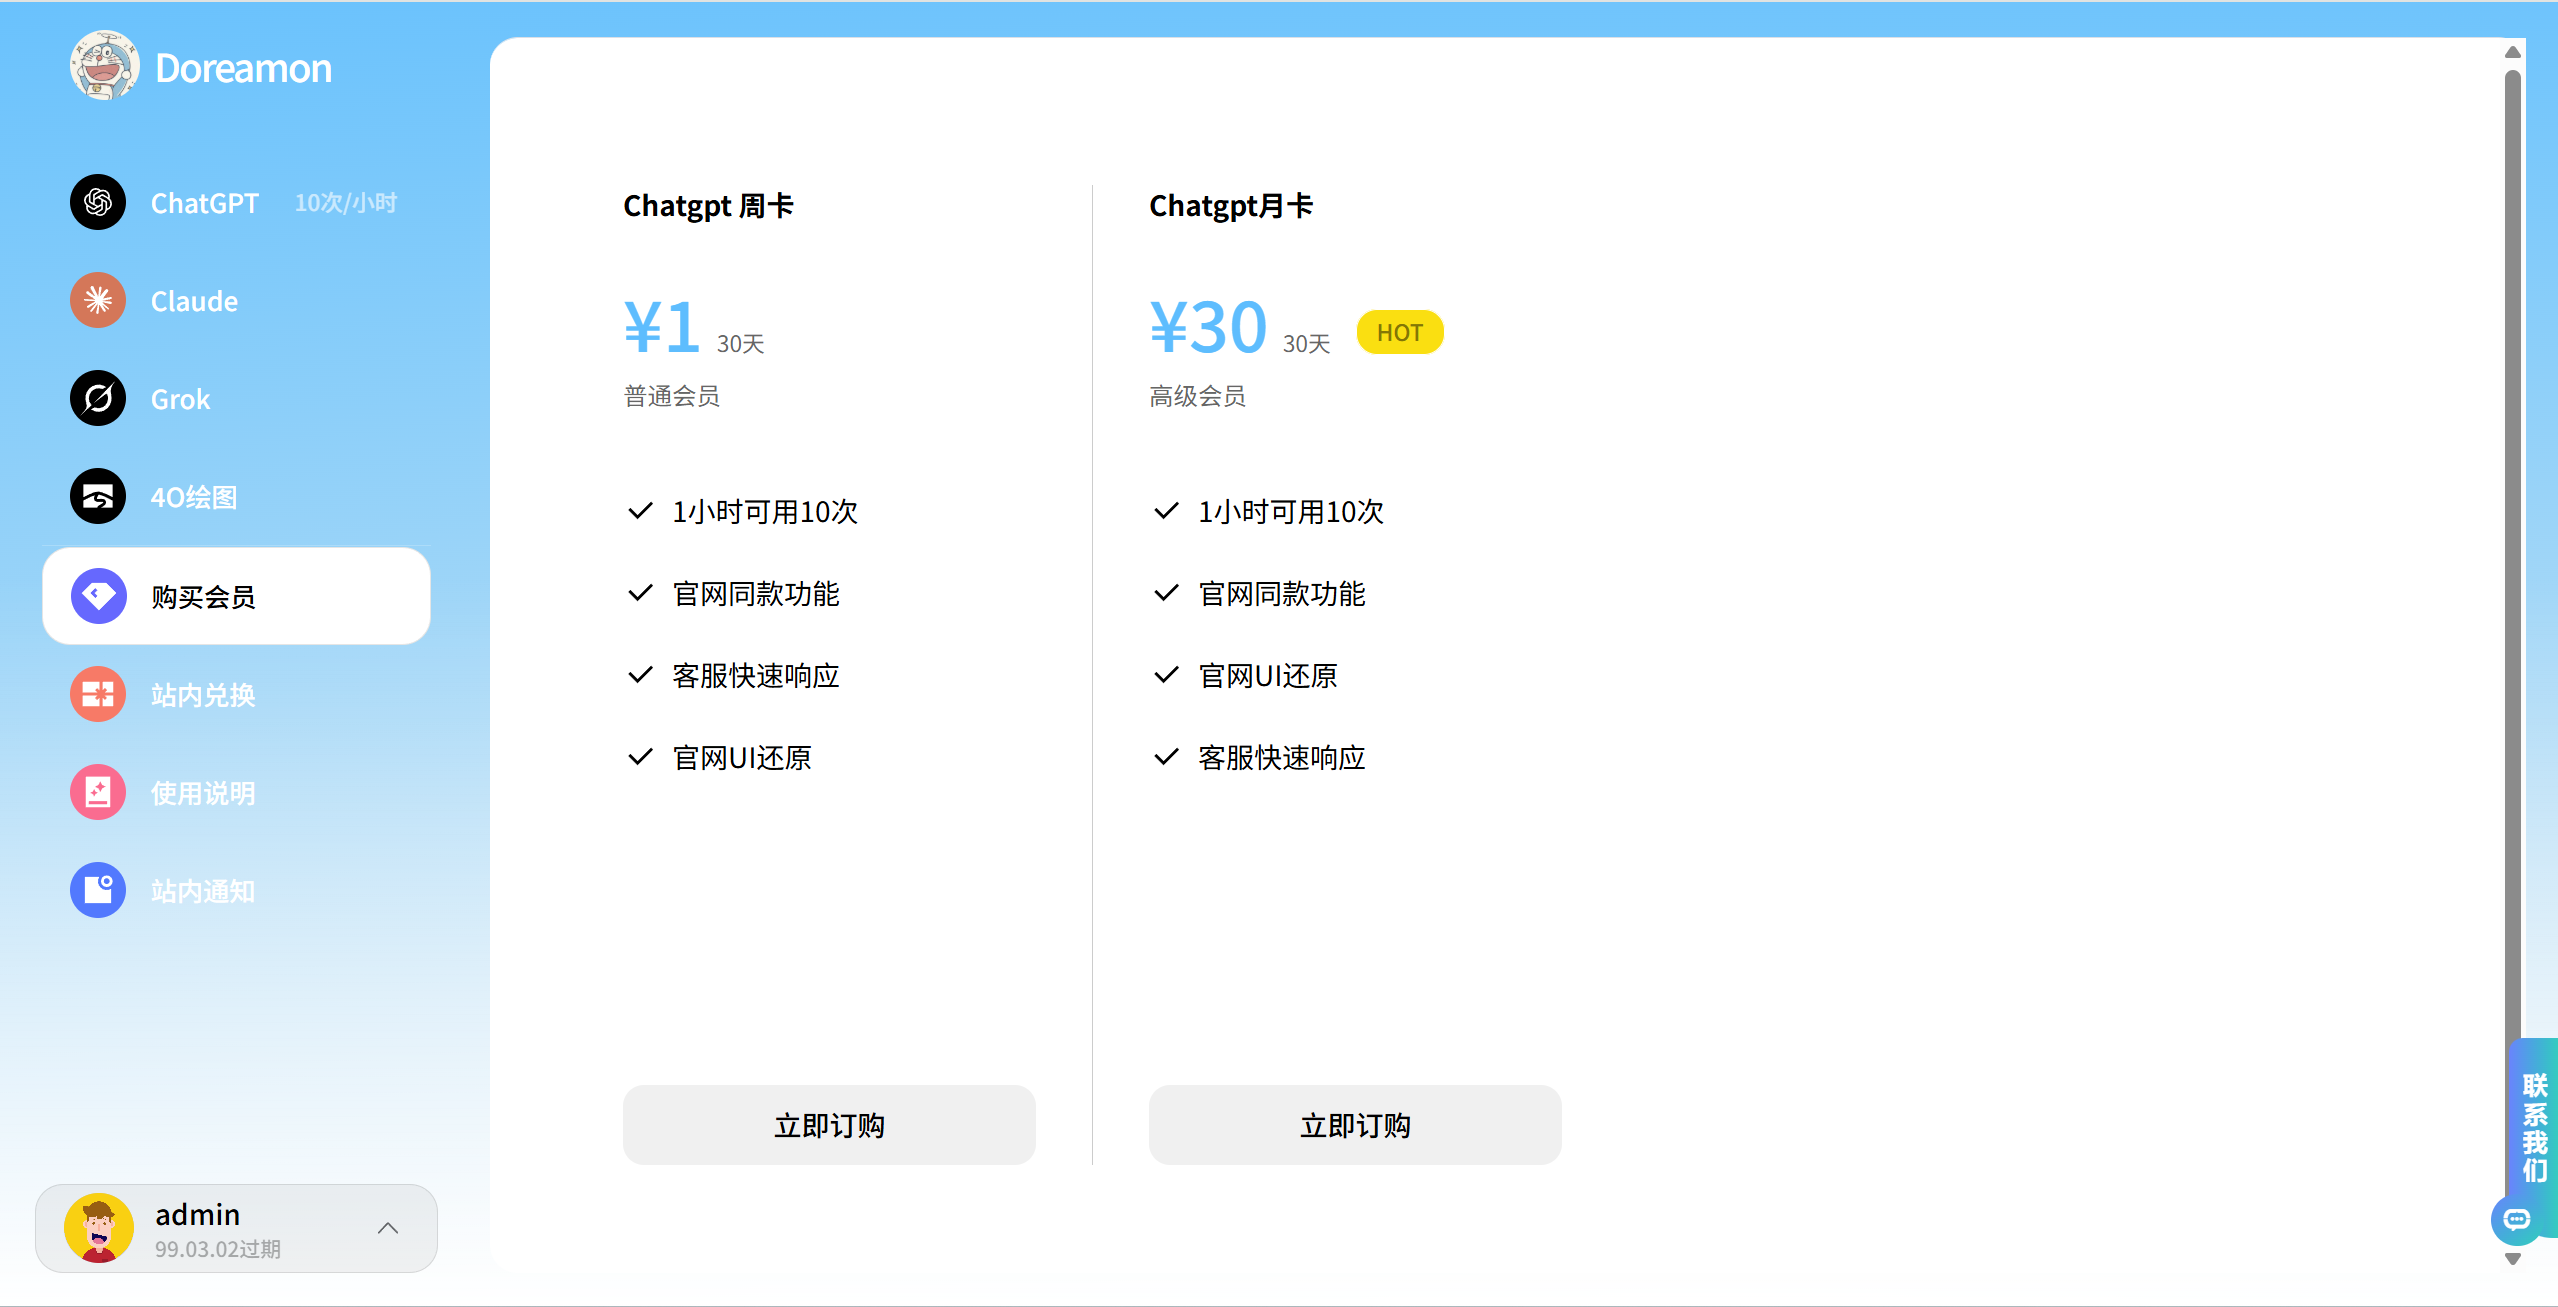 Doreamon
ChatGPT 10次/小时
Claude
Grok
4O绘图
购买会员
站内兑换
使用说明
站内通知
admin
99.03.02过期
Chatgpt 周卡
¥1 30天
普通会员
1小时可用10次
官网同款功能
客服快速响应
官网UI还原
立即订购
Chatgpt月卡
¥30 30天 HOT
高级会员
1小时可用10次
官网同款功能
官网UI还原
客服快速响应
立即订购
联系我们